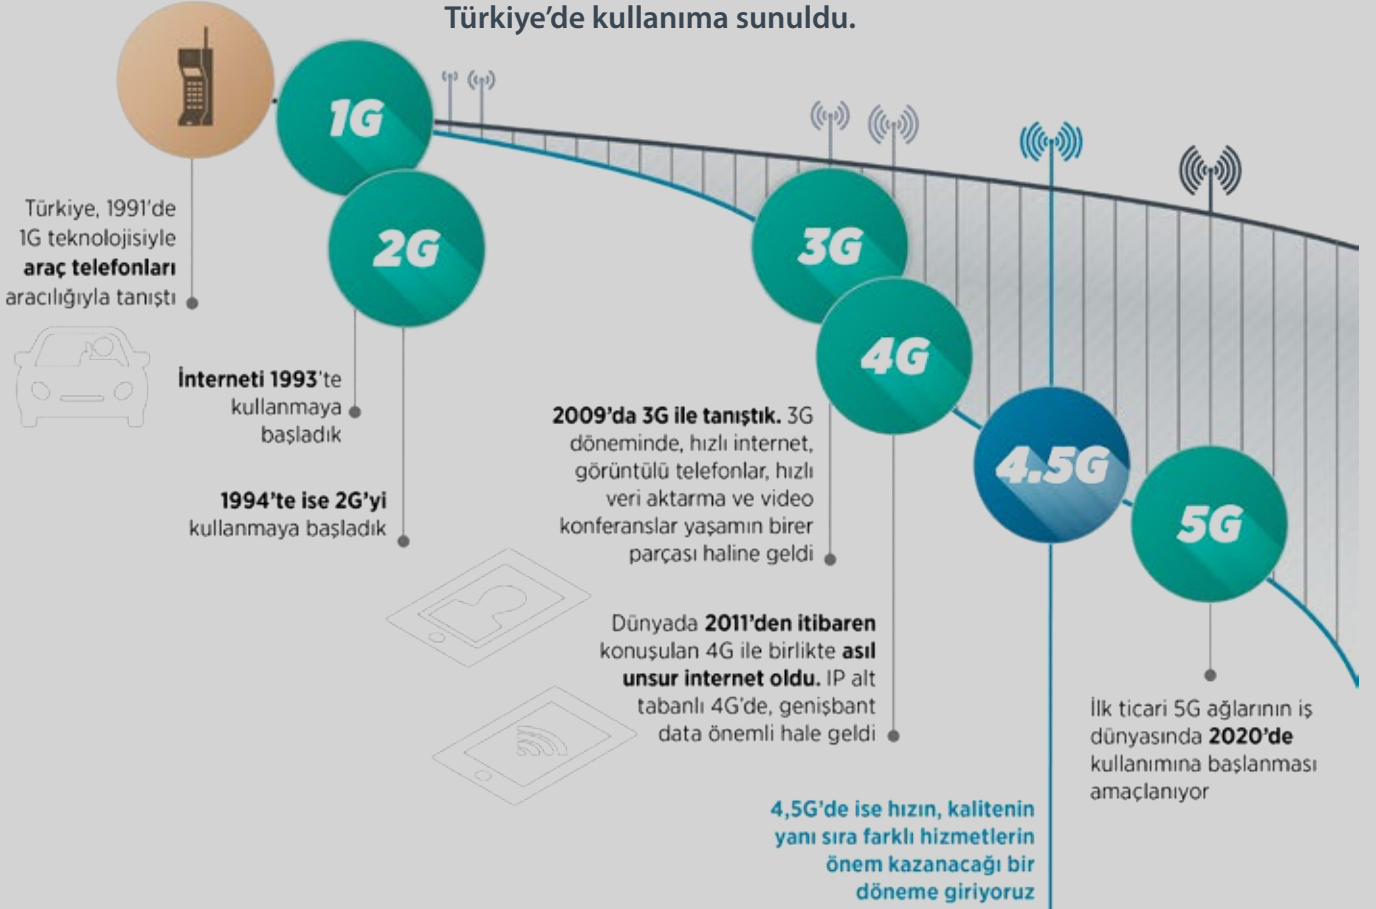 Türkiye'de kullanıma sunuldu.
1G
2G
3G
4G
4.5G
5G
Türkiye, 1991'de
1G teknolojisiyle
araç telefonları
aracılığıyla tanıştı
İnterneti 1993'te
kullanmaya
başladık
1994'te ise 2G'yi
kullanmaya başladık
2009'da 3G ile tanıştık. 3G
döneminde, hızlı internet,
görüntülü telefonlar, hızlı
veri aktarma ve video
konferanslar yaşamın birer
parçası haline geldi
Dünyada 2011'den itibaren
konuşulan 4G ile birlikte asıl
unsur internet oldu. IP alt
tabanlı 4G'de, genişbant
data önemli hale geldi
4,5G'de ise hızın, kalitenin
yanı sıra farklı hizmetlerin
önem kazanacağı bir
döneme giriyoruz
İlk ticari 5G ağlarının iş
dünyasında 2020'de
kullanımına başlanması
amaçlanıyor